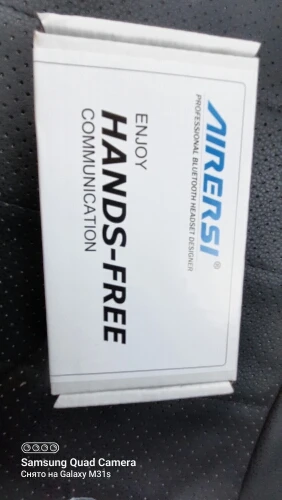 AIRERSI®
PROFESSIONAL BLUETOOTH HEADSET DESIGNER
ENJOY
HANDS-FREE
COMMUNICATION
Samsung Quad Camera
Снято на Galaxy M31s